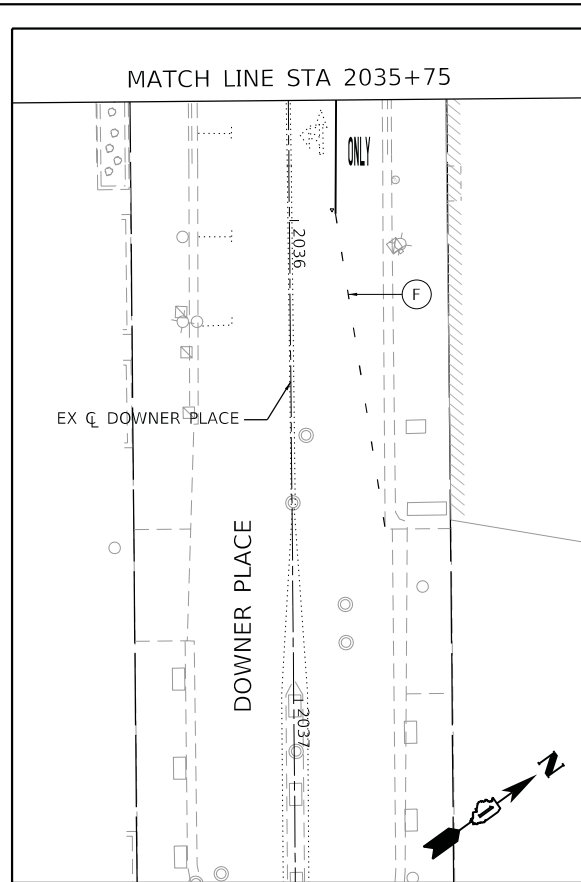 MATCH LINE STA 2035+75
ONLY
2036
F
EX ℄ DOWNER PLACE
DOWNER PLACE
2037
N